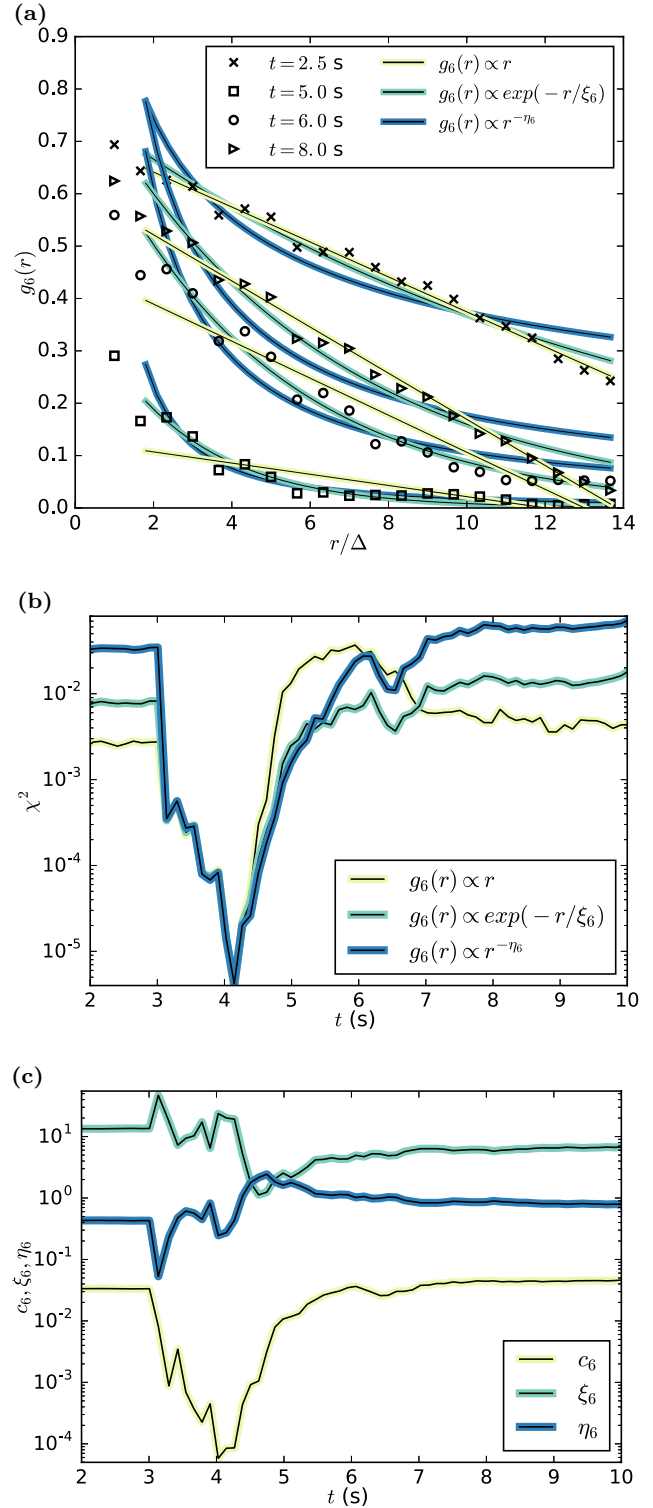 (a)
0.9
0.8
0.7
0.6
0.5
0.4
0.3
0.2
0.1
0.0
g₆(r)
t = 2.5 s
t = 5.0 s
t = 6.0 s
t = 8.0 s
g₆(r) ∝ r
g₆(r) ∝ exp(− r/ξ₆)
g₆(r) ∝ r^{−η₆}
0 2 4 6 8 10 12 14
r/Δ
(b)
10⁻²
10⁻³
10⁻⁴
10⁻⁵
χ²
g₆(r) ∝ r
g₆(r) ∝ exp(− r/ξ₆)
g₆(r) ∝ r^{−η₆}
2 3 4 5 6 7 8 9 10
t (s)
(c)
10¹
10⁰
10⁻¹
10⁻²
10⁻³
10⁻⁴
c₆, ξ₆, η₆
c₆
ξ₆
η₆
2 3 4 5 6 7 8 9 10
t (s)